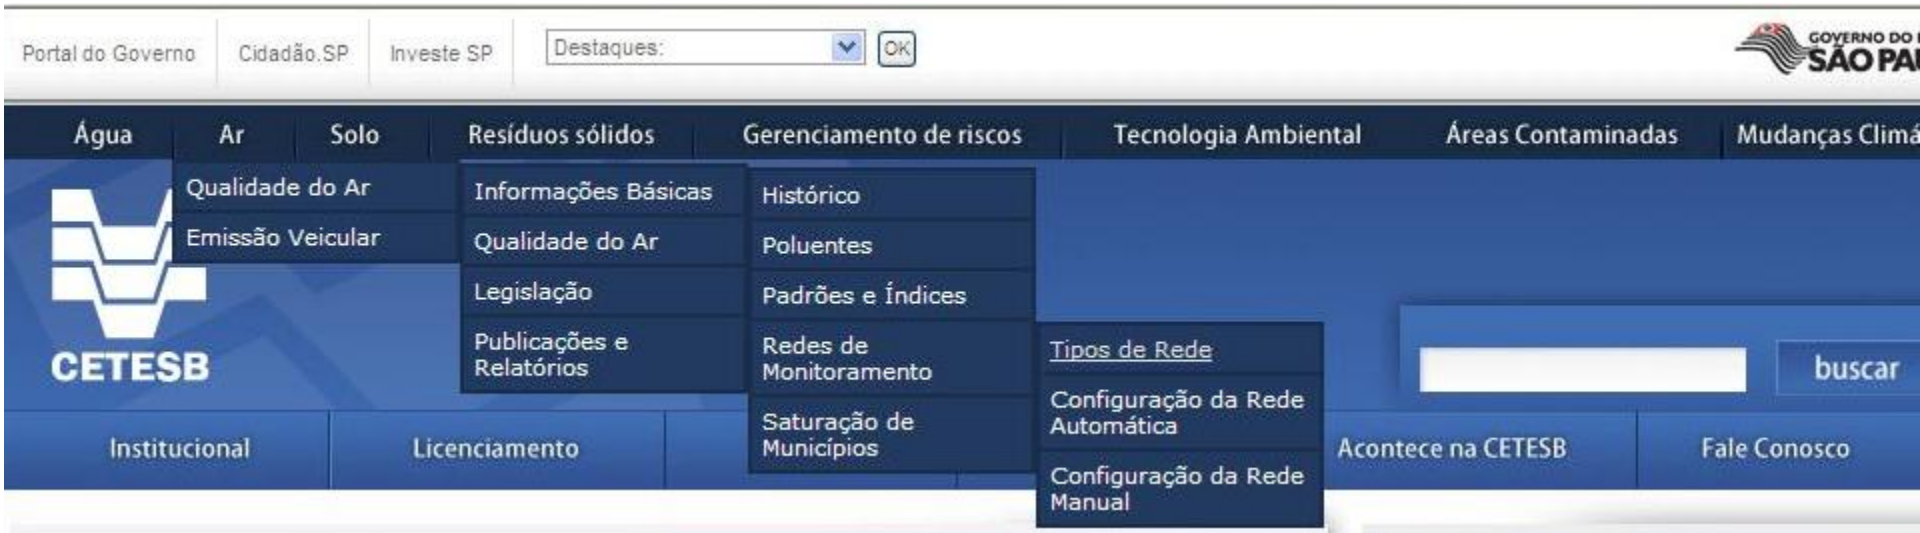 Portal do Governo
Cidadão.SP
Investe SP
Destaques:
OK
GOVERNO DO
SÃO PAU
Água
Ar
Solo
Resíduos sólidos
Gerenciamento de riscos
Tecnologia Ambiental
Áreas Contaminadas
Mudanças Climá
Qualidade do Ar
Emissão Veicular
Informações Básicas
Qualidade do Ar
Legislação
Publicações e
Relatórios
Histórico
Poluentes
Padrões e Índices
Redes de
Monitoramento
Saturação de
Municípios
Tipos de Rede
Configuração da Rede
Automática
Configuração da Rede
Manual
CETESB
buscar
Institucional
Licenciamento
Acontece na CETESB
Fale Conosco